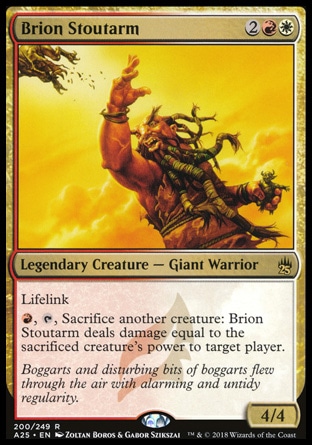 Brion Stoutarm 2
Legendary Creature — Giant Warrior 25
Lifelink
, , Sacrifice another creature: Brion
Stoutarm deals damage equal to the
sacrificed creature's power to target player.
Boggarts and disturbing bits of boggarts flew
through the air with alarming and untidy
regularity.
4/4
200/249 R
A25 • EN Zoltan Boros & Gabor Szikszai ™ & © 2018 Wizards of the Coast